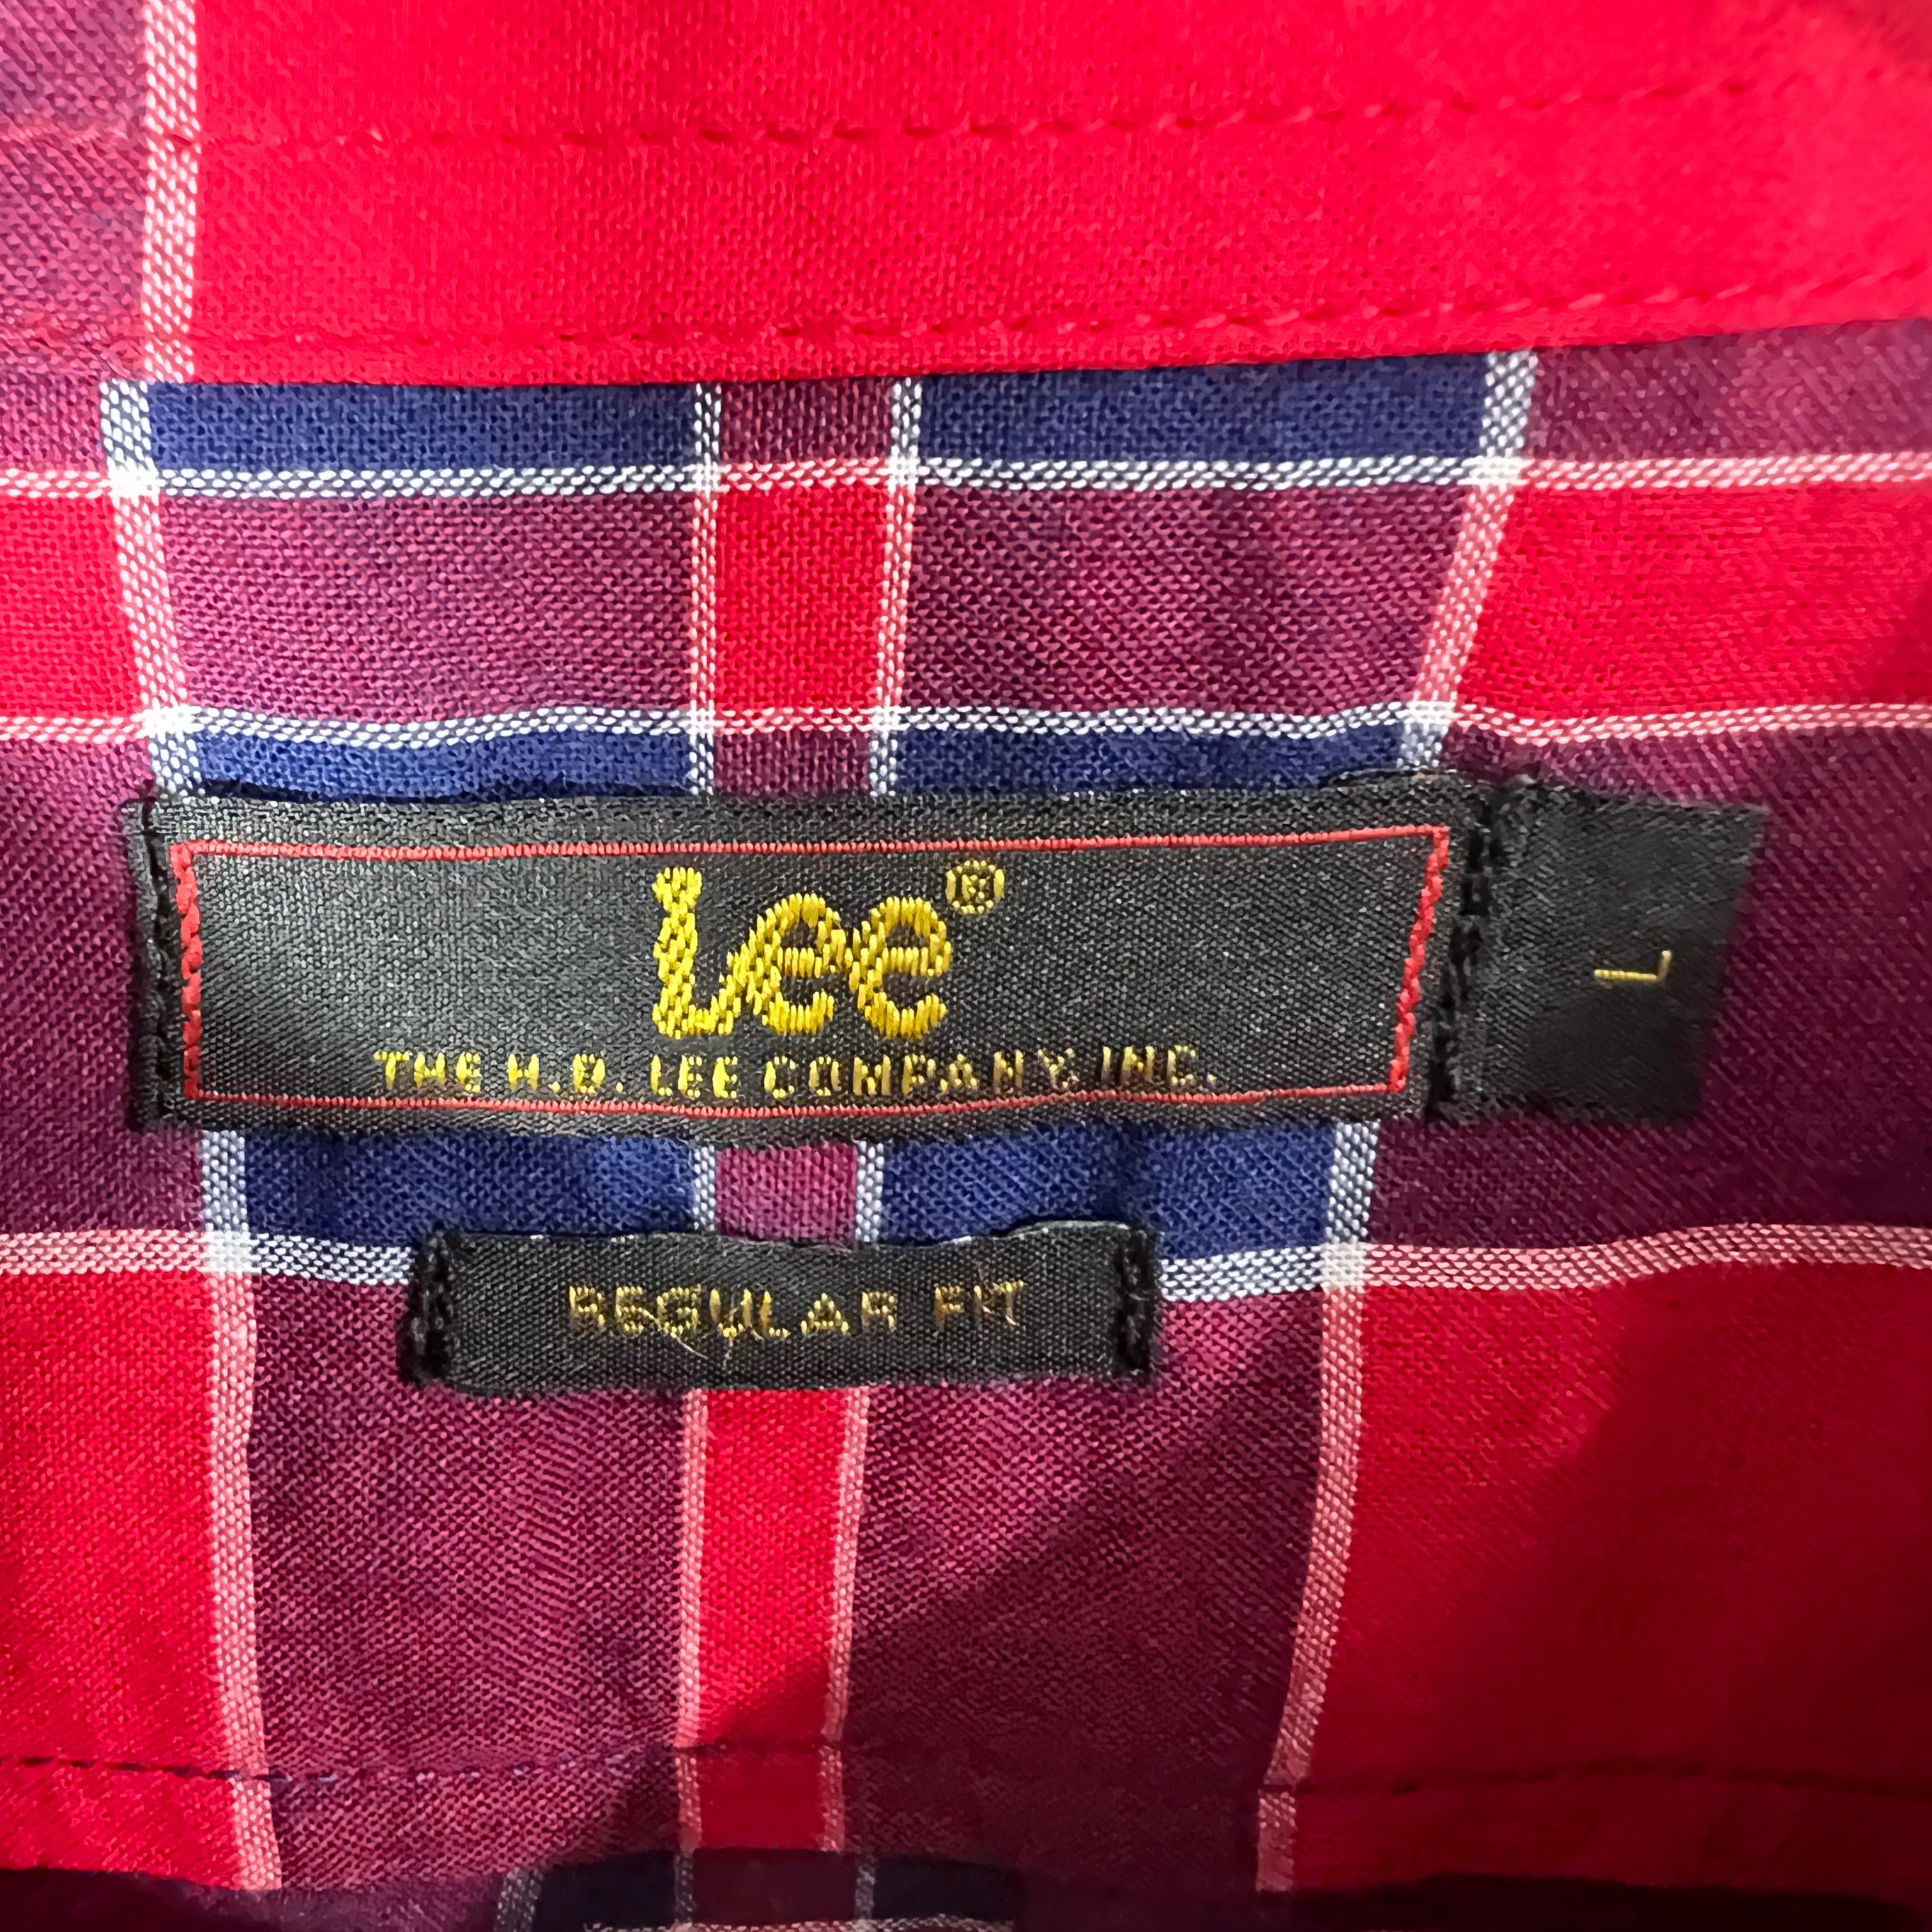 Lee®
THE H.D. LEE COMPANY, INC.
L
REGULAR FIT